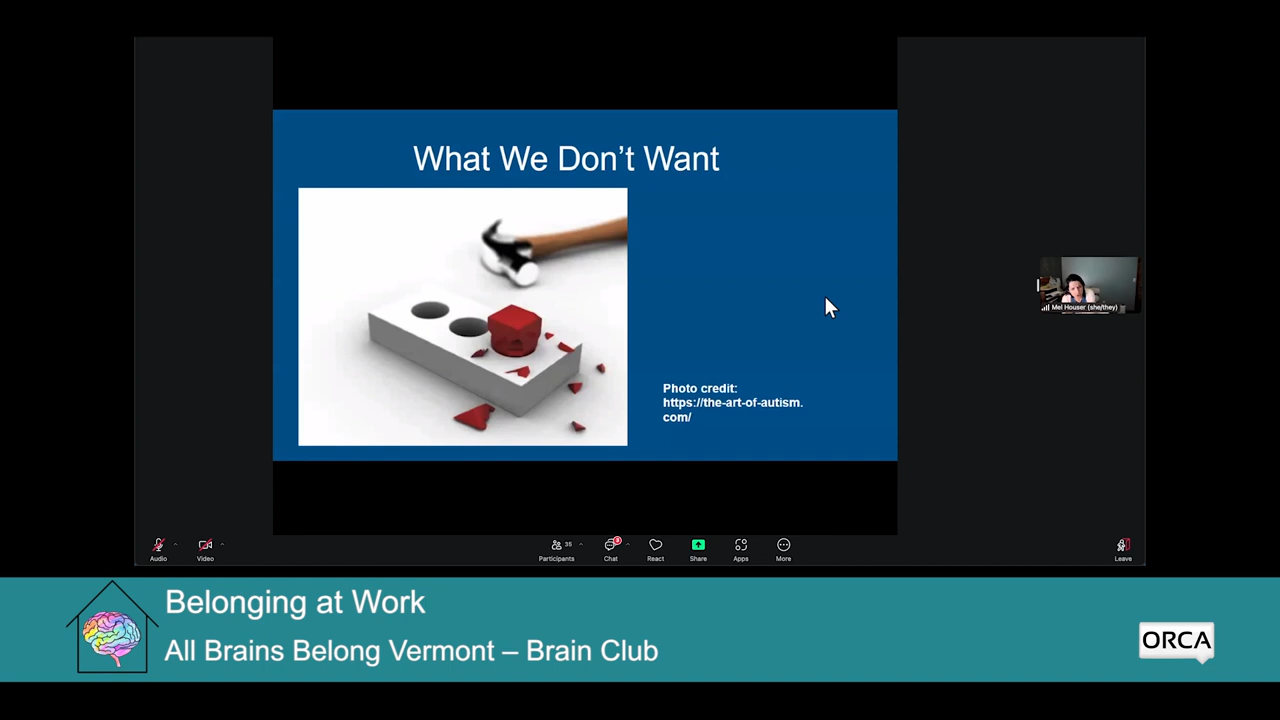 What We Don't Want
Photo credit:
https://the-art-of-autism.
com/
Mel Houser (she/they)
Audio
Video
Participants
35
Chat
3
React
Share
Apps
More
Leave
Belonging at Work
All Brains Belong Vermont – Brain Club
ORCA